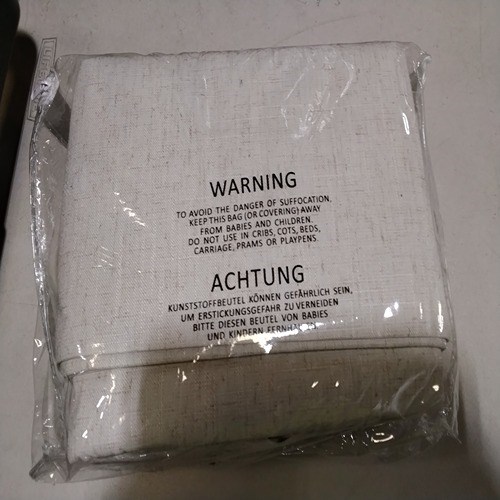 WARNING
TO AVOID THE DANGER OF SUFFOCATION,
KEEP THIS BAG (OR COVERING) AWAY
FROM BABIES AND CHILDREN.
DO NOT USE IN CRIBS, COTS, BEDS,
CARRIAGE, PRAMS OR PLAYPENS.
ACHTUNG
KUNSTSTOFFBEUTEL KÖNNEN GEFÄHRLICH SEIN,
UM ERSTICKUNGSGEFAHR ZU VERNEIDEN
BITTE DIESEN BEUTEL VON BABIES
UND KINDERN